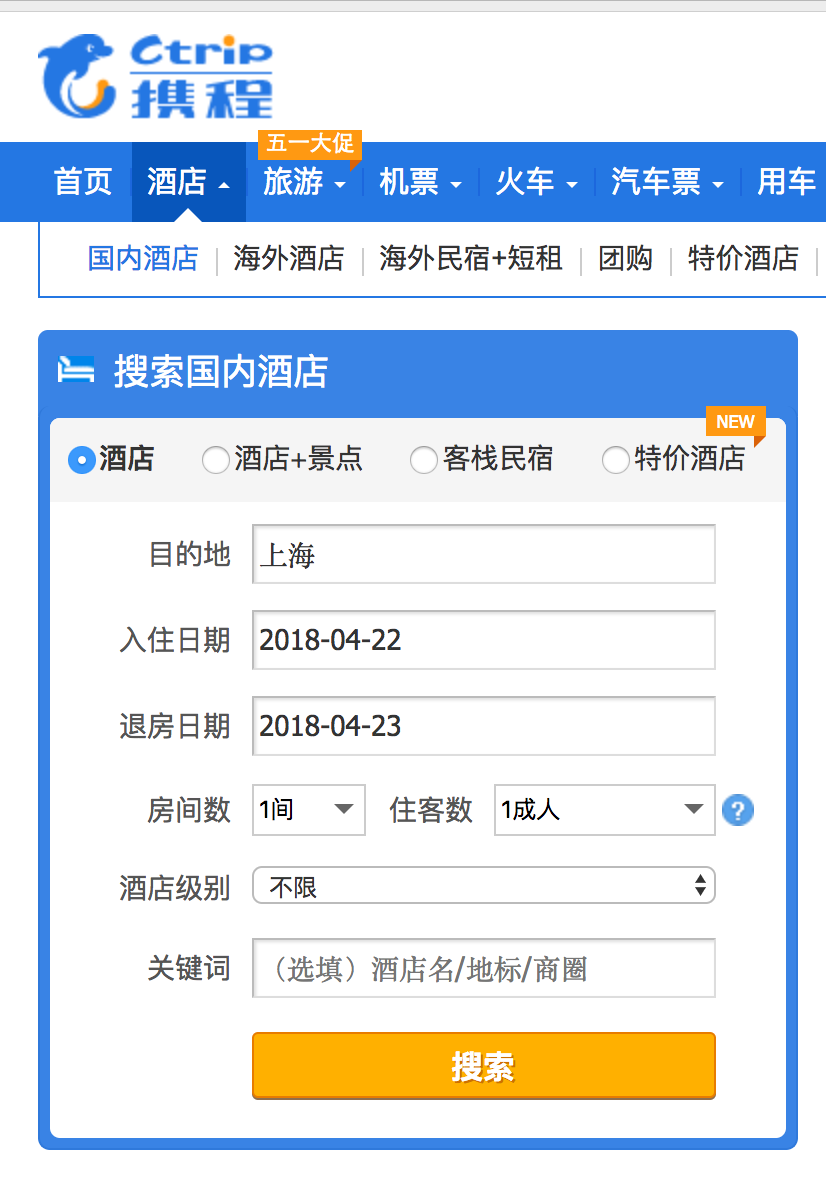 Ctrip
携程
五一大促
首页 酒店 旅游 机票 火车 汽车票 用车
国内酒店 海外酒店 海外民宿+短租 团购 特价酒店
搜索国内酒店
NEW
酒店 酒店+景点 客栈民宿 特价酒店
目的地 上海
入住日期 2018-04-22
退房日期 2018-04-23
房间数 1间 住客数 1成人 ?
酒店级别 不限
关键词 （选填）酒店名/地标/商圈
搜索